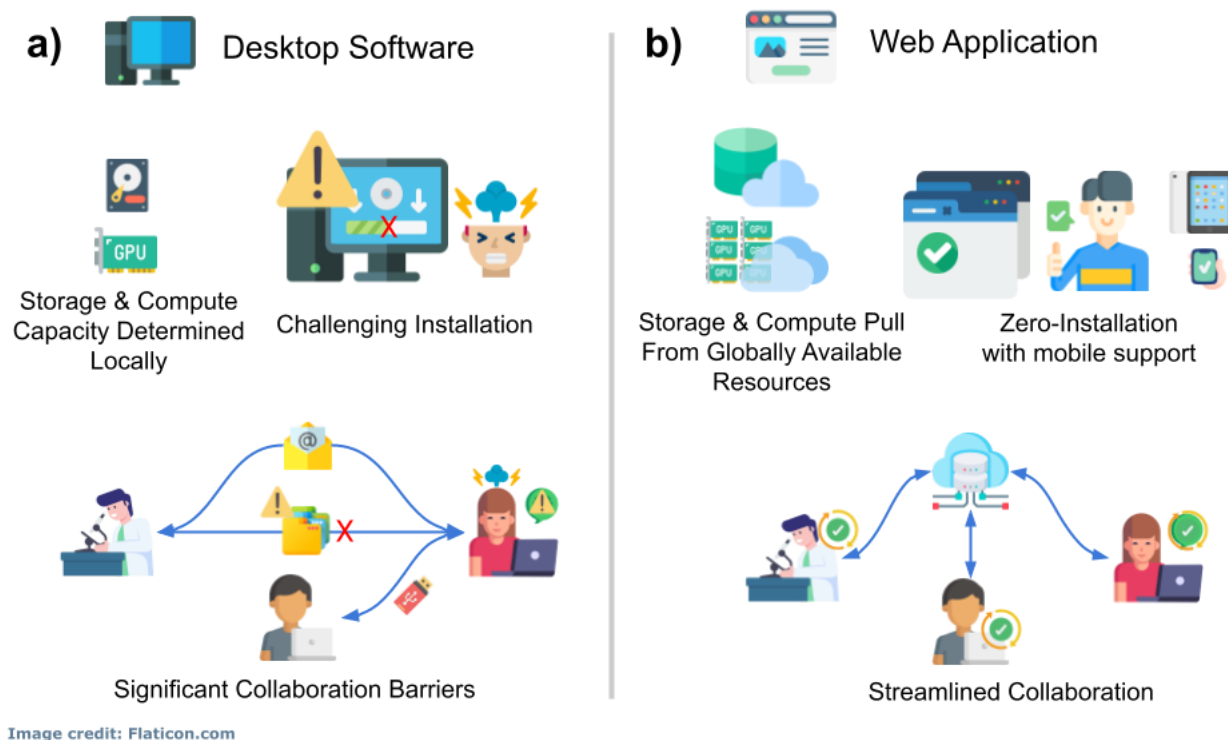 a)
Desktop Software
GPU
Storage & Compute
Capacity Determined
Locally
X
Challenging Installation
@
X
Significant Collaboration Barriers
b)
Web Application
GPU GPU
GPU GPU
GPU GPU
Storage & Compute Pull
From Globally Available
Resources
Zero-Installation
with mobile support
Streamlined Collaboration
Image credit: Flaticon.com